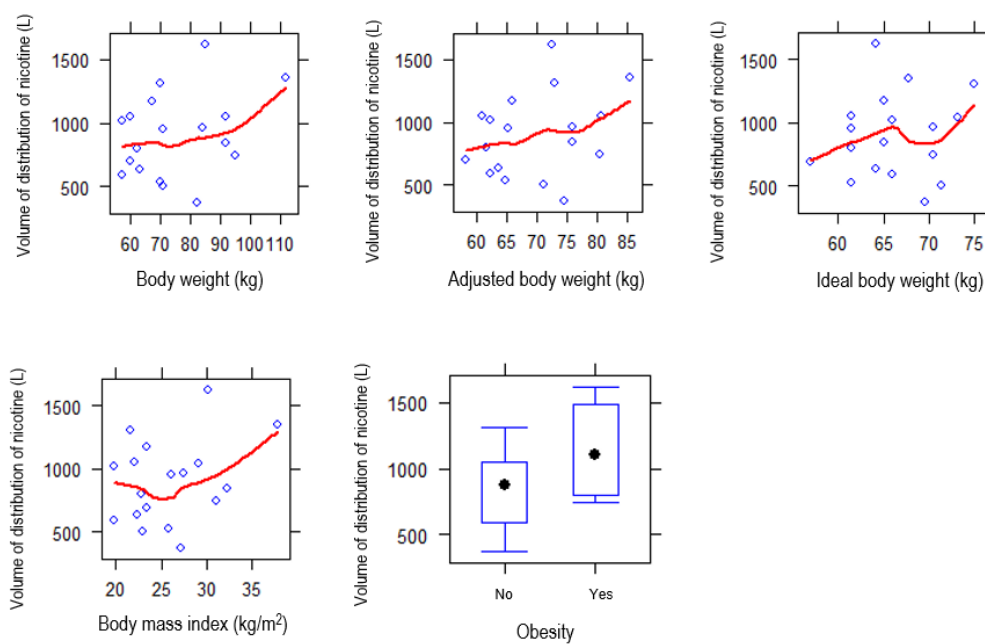 Volume of distribution of nicotine (L)
1500
1000
500
60 70 80 90 100 110
Body weight (kg)
Volume of distribution of nicotine (L)
1500
1000
500
60 65 70 75 80 85
Adjusted body weight (kg)
Volume of distribution of nicotine (L)
1500
1000
500
60 65 70 75
Ideal body weight (kg)
Volume of distribution of nicotine (L)
1500
1000
500
20 25 30 35
Body mass index (kg/m²)
Volume of distribution of nicotine (L)
1500
1000
500
No Yes
Obesity